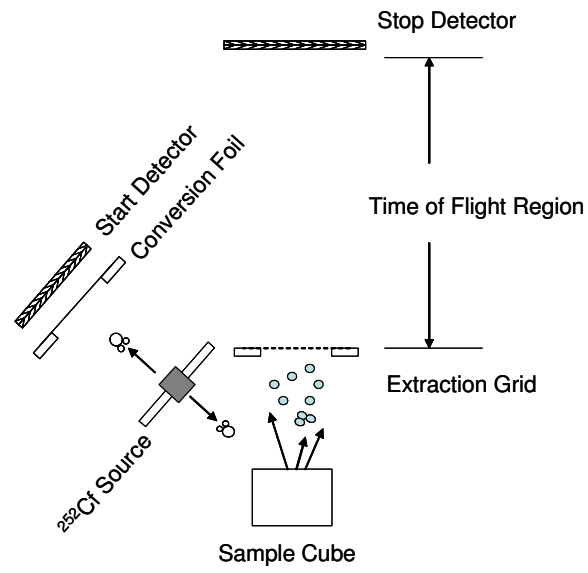 Stop Detector
Start Detector
Conversion Foil
Time of Flight Region
Extraction Grid
²⁵²Cf Source
Sample Cube